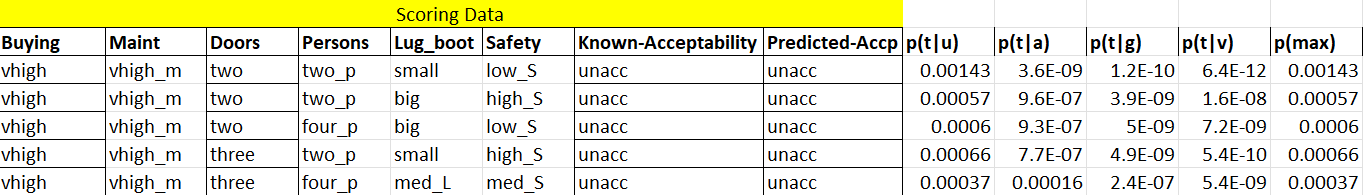 Scoring Data
Buying Maint Doors Persons Lug_boot Safety Known-Acceptability Predicted-Accp p(t|u) p(t|a) p(t|g) p(t|v) p(max)
vhigh vhigh_m two two_p small low_S unacc unacc 0.00143 3.6E-09 1.2E-10 6.4E-12 0.00143
vhigh vhigh_m two two_p big high_S unacc unacc 0.00057 9.6E-07 3.9E-09 1.6E-08 0.00057
vhigh vhigh_m two four_p big low_S unacc unacc 0.0006 9.3E-07 5E-09 7.2E-09 0.0006
vhigh vhigh_m three two_p small high_S unacc unacc 0.00066 7.7E-07 4.9E-09 5.4E-10 0.00066
vhigh vhigh_m three four_p med_L med_S unacc unacc 0.00037 0.00016 2.4E-07 5.4E-09 0.00037